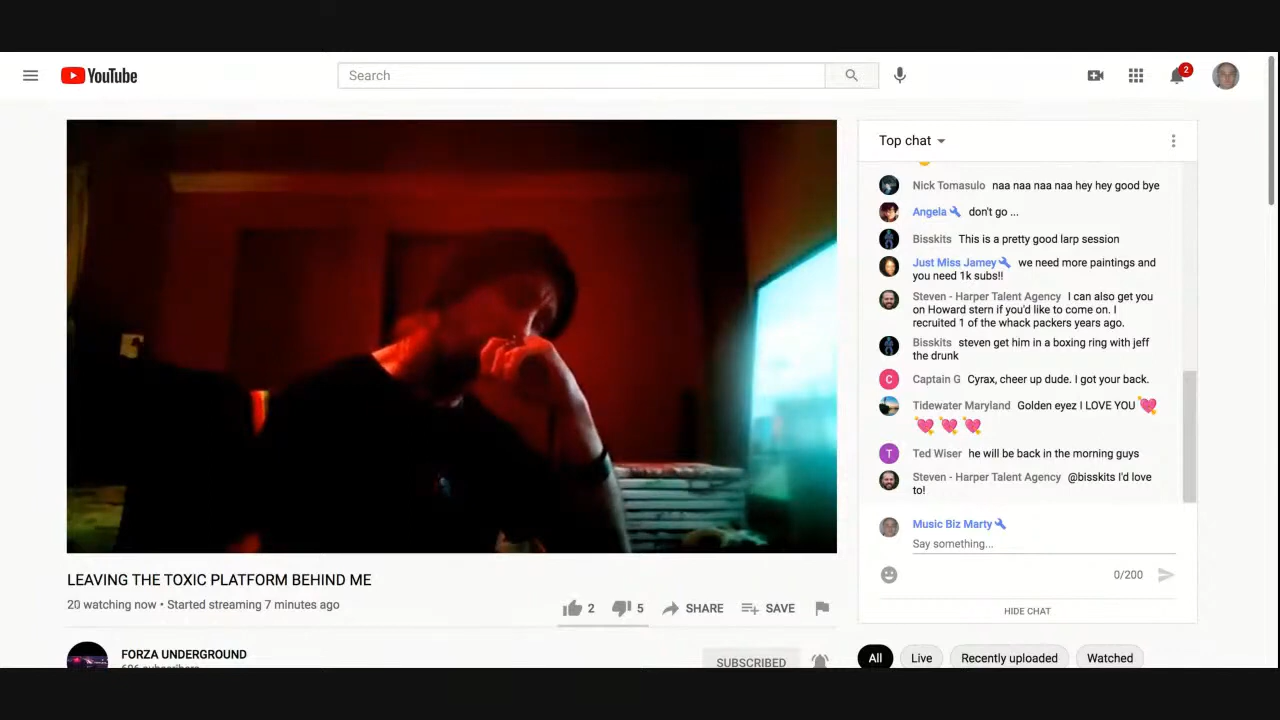 YouTube
Search
2
Top chat
Nick Tomasulo naa naa naa naa hey hey good bye
Angela don't go ...
Bisskits This is a pretty good larp session
Just Miss Jamey we need more paintings and
you need 1k subs!!
Steven - Harper Talent Agency I can also get you
on Howard stern if you'd like to come on. I
recruited 1 of the whack packers years ago.
Bisskits steven get him in a boxing ring with jeff
the drunk
C
Captain G Cyrax, cheer up dude. I got your back.
Tidewater Maryland Golden eyez I LOVE YOU
T
Ted Wiser he will be back in the morning guys
Steven - Harper Talent Agency @bisskits I'd love
to!
Music Biz Marty
Say something...
0/200
HIDE CHAT
LEAVING THE TOXIC PLATFORM BEHIND ME
20 watching now • Started streaming 7 minutes ago
2 5 SHARE SAVE
FORZA UNDERGROUND
SUBSCRIBED
All Live Recently uploaded Watched